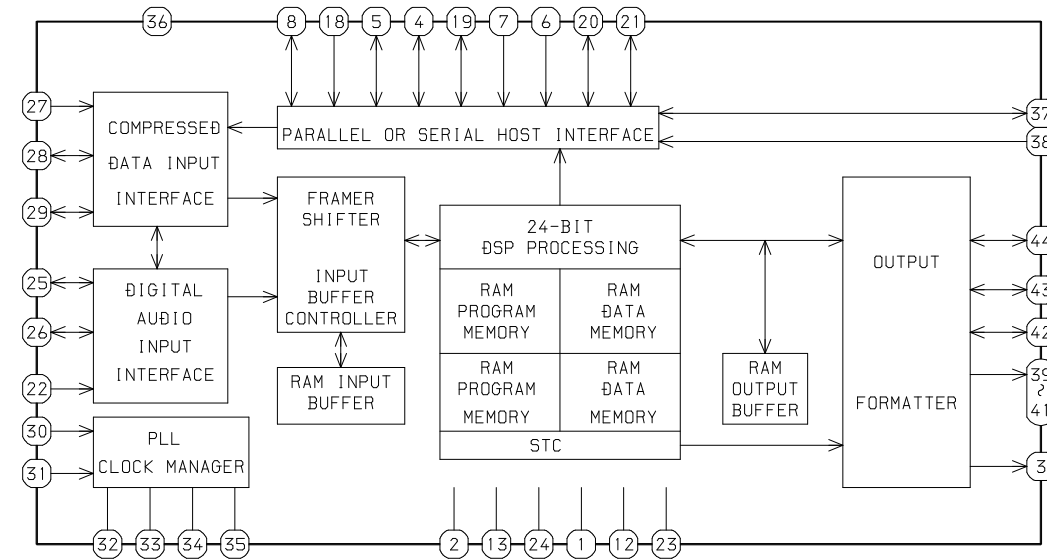 36
8
18
5
4
19
7
6
20
21
27
28
29
25
26
22
30
31
COMPRESSED
DATA INPUT
INTERFACE
PARALLEL OR SERIAL HOST INTERFACE
37
38
FRAMER
SHIFTER
INPUT
BUFFER
CONTROLLER
24-BIT
DSP PROCESSING
DIGITAL
AUDIO
INPUT
INTERFACE
RAM
PROGRAM
MEMORY
RAM
DATA
MEMORY
RAM INPUT
BUFFER
RAM
PROGRAM
MEMORY
RAM
DATA
MEMORY
STC
RAM
OUTPUT
BUFFER
OUTPUT
FORMATTER
44
43
42
39
~
41
3
PLL
CLOCK MANAGER
32
33
34
35
2
13
24
1
12
23